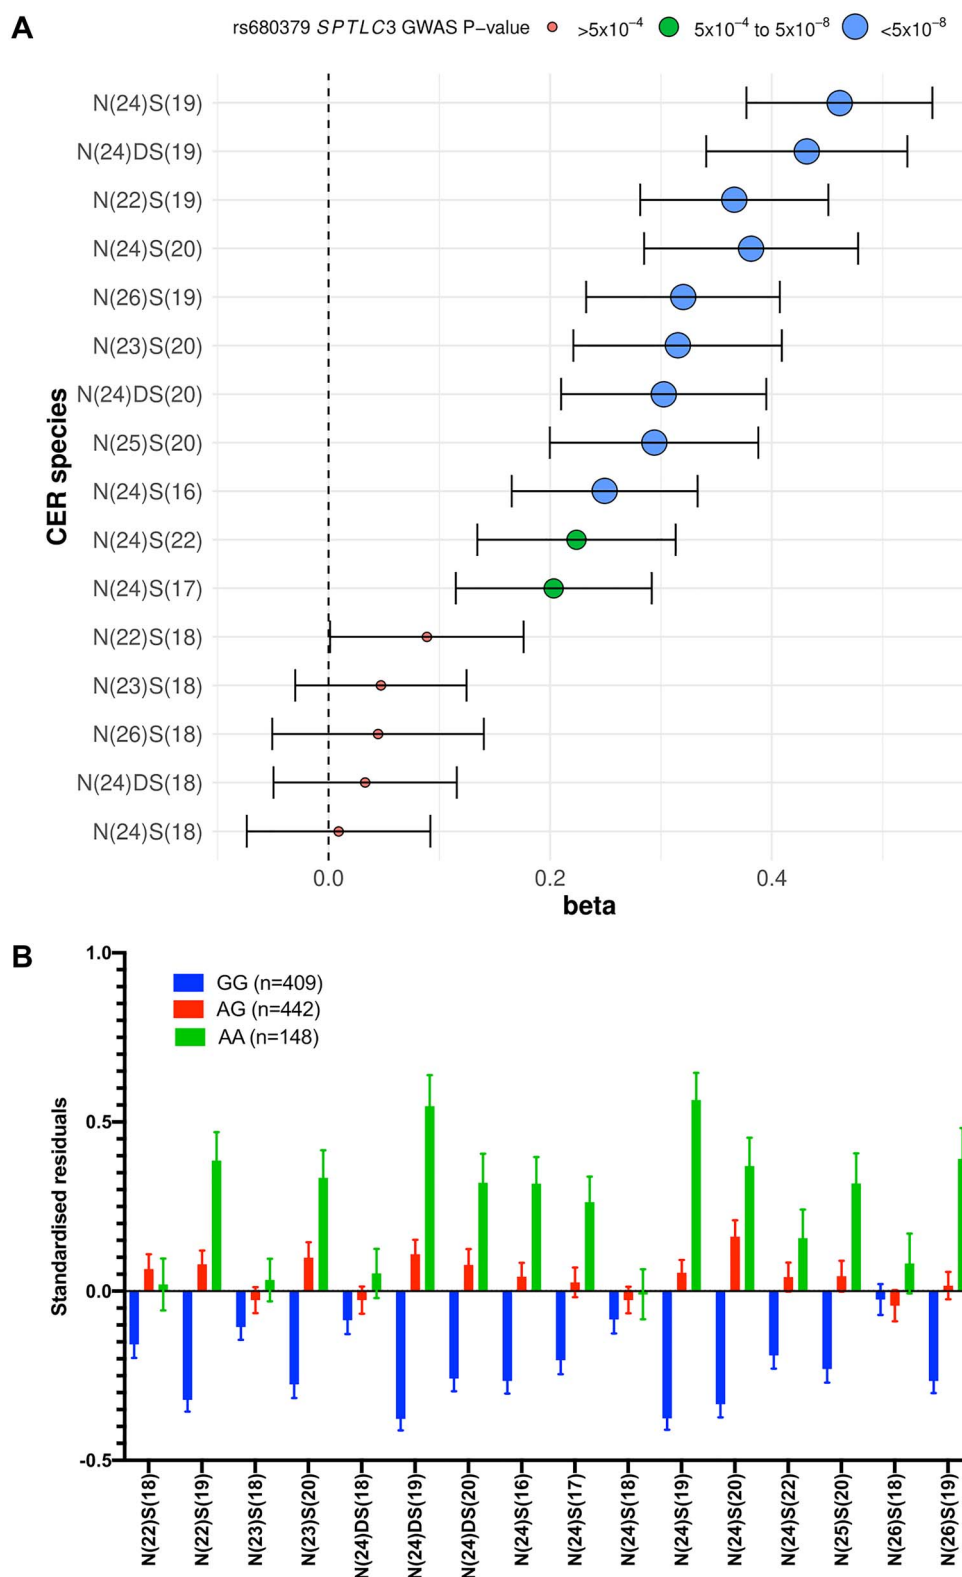 A
rs680379 SPTLC3 GWAS P−value >5x10⁻⁴ 5x10⁻⁴ to 5x10⁻⁸ <5x10⁻⁸
CER species
N(24)S(19)
N(24)DS(19)
N(22)S(19)
N(24)S(20)
N(26)S(19)
N(23)S(20)
N(24)DS(20)
N(25)S(20)
N(24)S(16)
N(24)S(22)
N(24)S(17)
N(22)S(18)
N(23)S(18)
N(26)S(18)
N(24)DS(18)
N(24)S(18)
0.0 0.2 0.4
beta
B
GG (n=409)
AG (n=442)
AA (n=148)
Standardised residuals
1.0
0.5
0.0
-0.5
N(22)S(18)
N(22)S(19)
N(23)S(18)
N(23)S(20)
N(24)DS(18)
N(24)DS(19)
N(24)DS(20)
N(24)S(16)
N(24)S(17)
N(24)S(18)
N(24)S(19)
N(24)S(20)
N(24)S(22)
N(25)S(20)
N(26)S(18)
N(26)S(19)